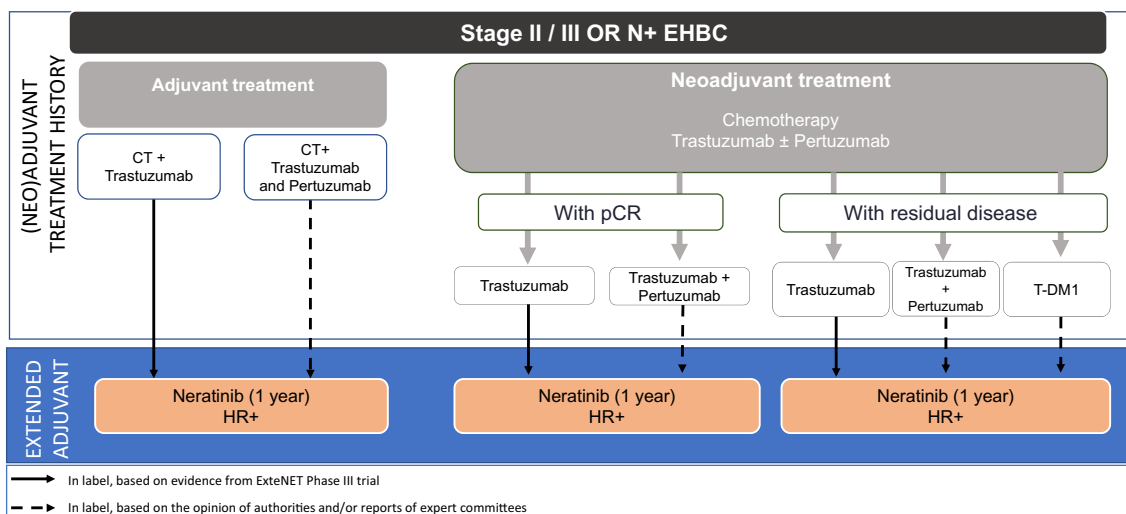 Stage II / III OR N+ EHBC
(NEO)ADJUVANT
TREATMENT HISTORY
Adjuvant treatment
CT +
Trastuzumab
CT+
Trastuzumab
and Pertuzumab
Neoadjuvant treatment
Chemotherapy
Trastuzumab ± Pertuzumab
With pCR
With residual disease
Trastuzumab
Trastuzumab +
Pertuzumab
Trastuzumab
Trastuzumab
+
Pertuzumab
T-DM1
EXTENDED
ADJUVANT
Neratinib (1 year)
HR+
Neratinib (1 year)
HR+
Neratinib (1 year)
HR+
In label, based on evidence from ExteNET Phase III trial
In label, based on the opinion of authorities and/or reports of expert committees